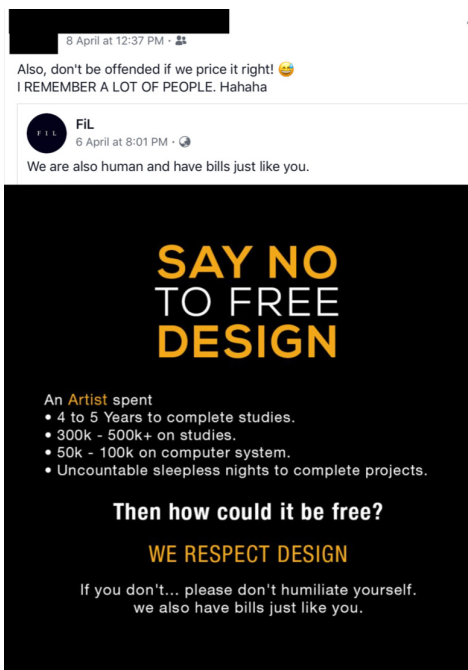 8 April at 12:37 PM ·
Also, don't be offended if we price it right! 😅
I REMEMBER A LOT OF PEOPLE. Hahaha
FIL
FiL
6 April at 8:01 PM ·
We are also human and have bills just like you.
SAY NO
TO FREE
DESIGN
An Artist spent
• 4 to 5 Years to complete studies.
• 300k - 500k+ on studies.
• 50k - 100k on computer system.
• Uncountable sleepless nights to complete projects.
Then how could it be free?
WE RESPECT DESIGN
If you don't... please don't humiliate yourself.
we also have bills just like you.